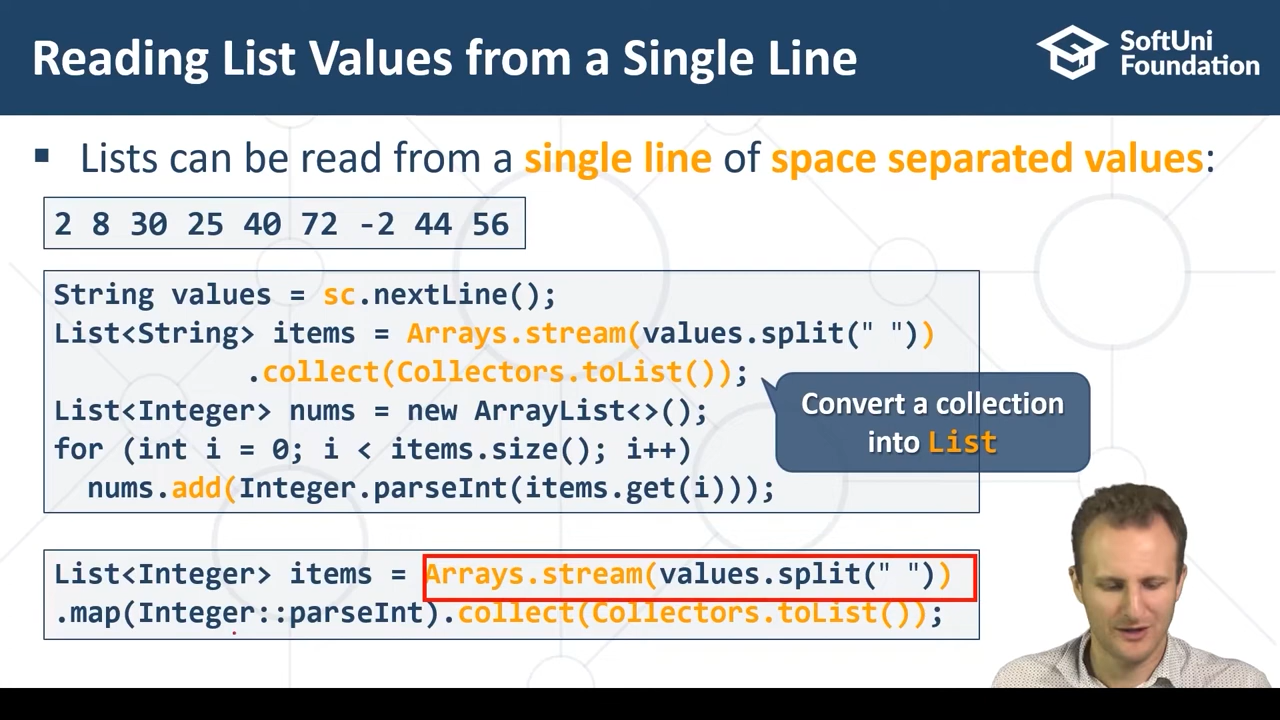 Reading List Values from a Single Line
SoftUni
Foundation
▪ Lists can be read from a single line of space separated values:
2 8 30 25 40 72 -2 44 56
String values = sc.nextLine();
List<String> items = Arrays.stream(values.split(" "))
.collect(Collectors.toList());
List<Integer> nums = new ArrayList<>();
for (int i = 0; i < items.size(); i++)
nums.add(Integer.parseInt(items.get(i)));
Convert a collection
into List
List<Integer> items = Arrays.stream(values.split(" "))
.map(Integer::parseInt).collect(Collectors.toList());